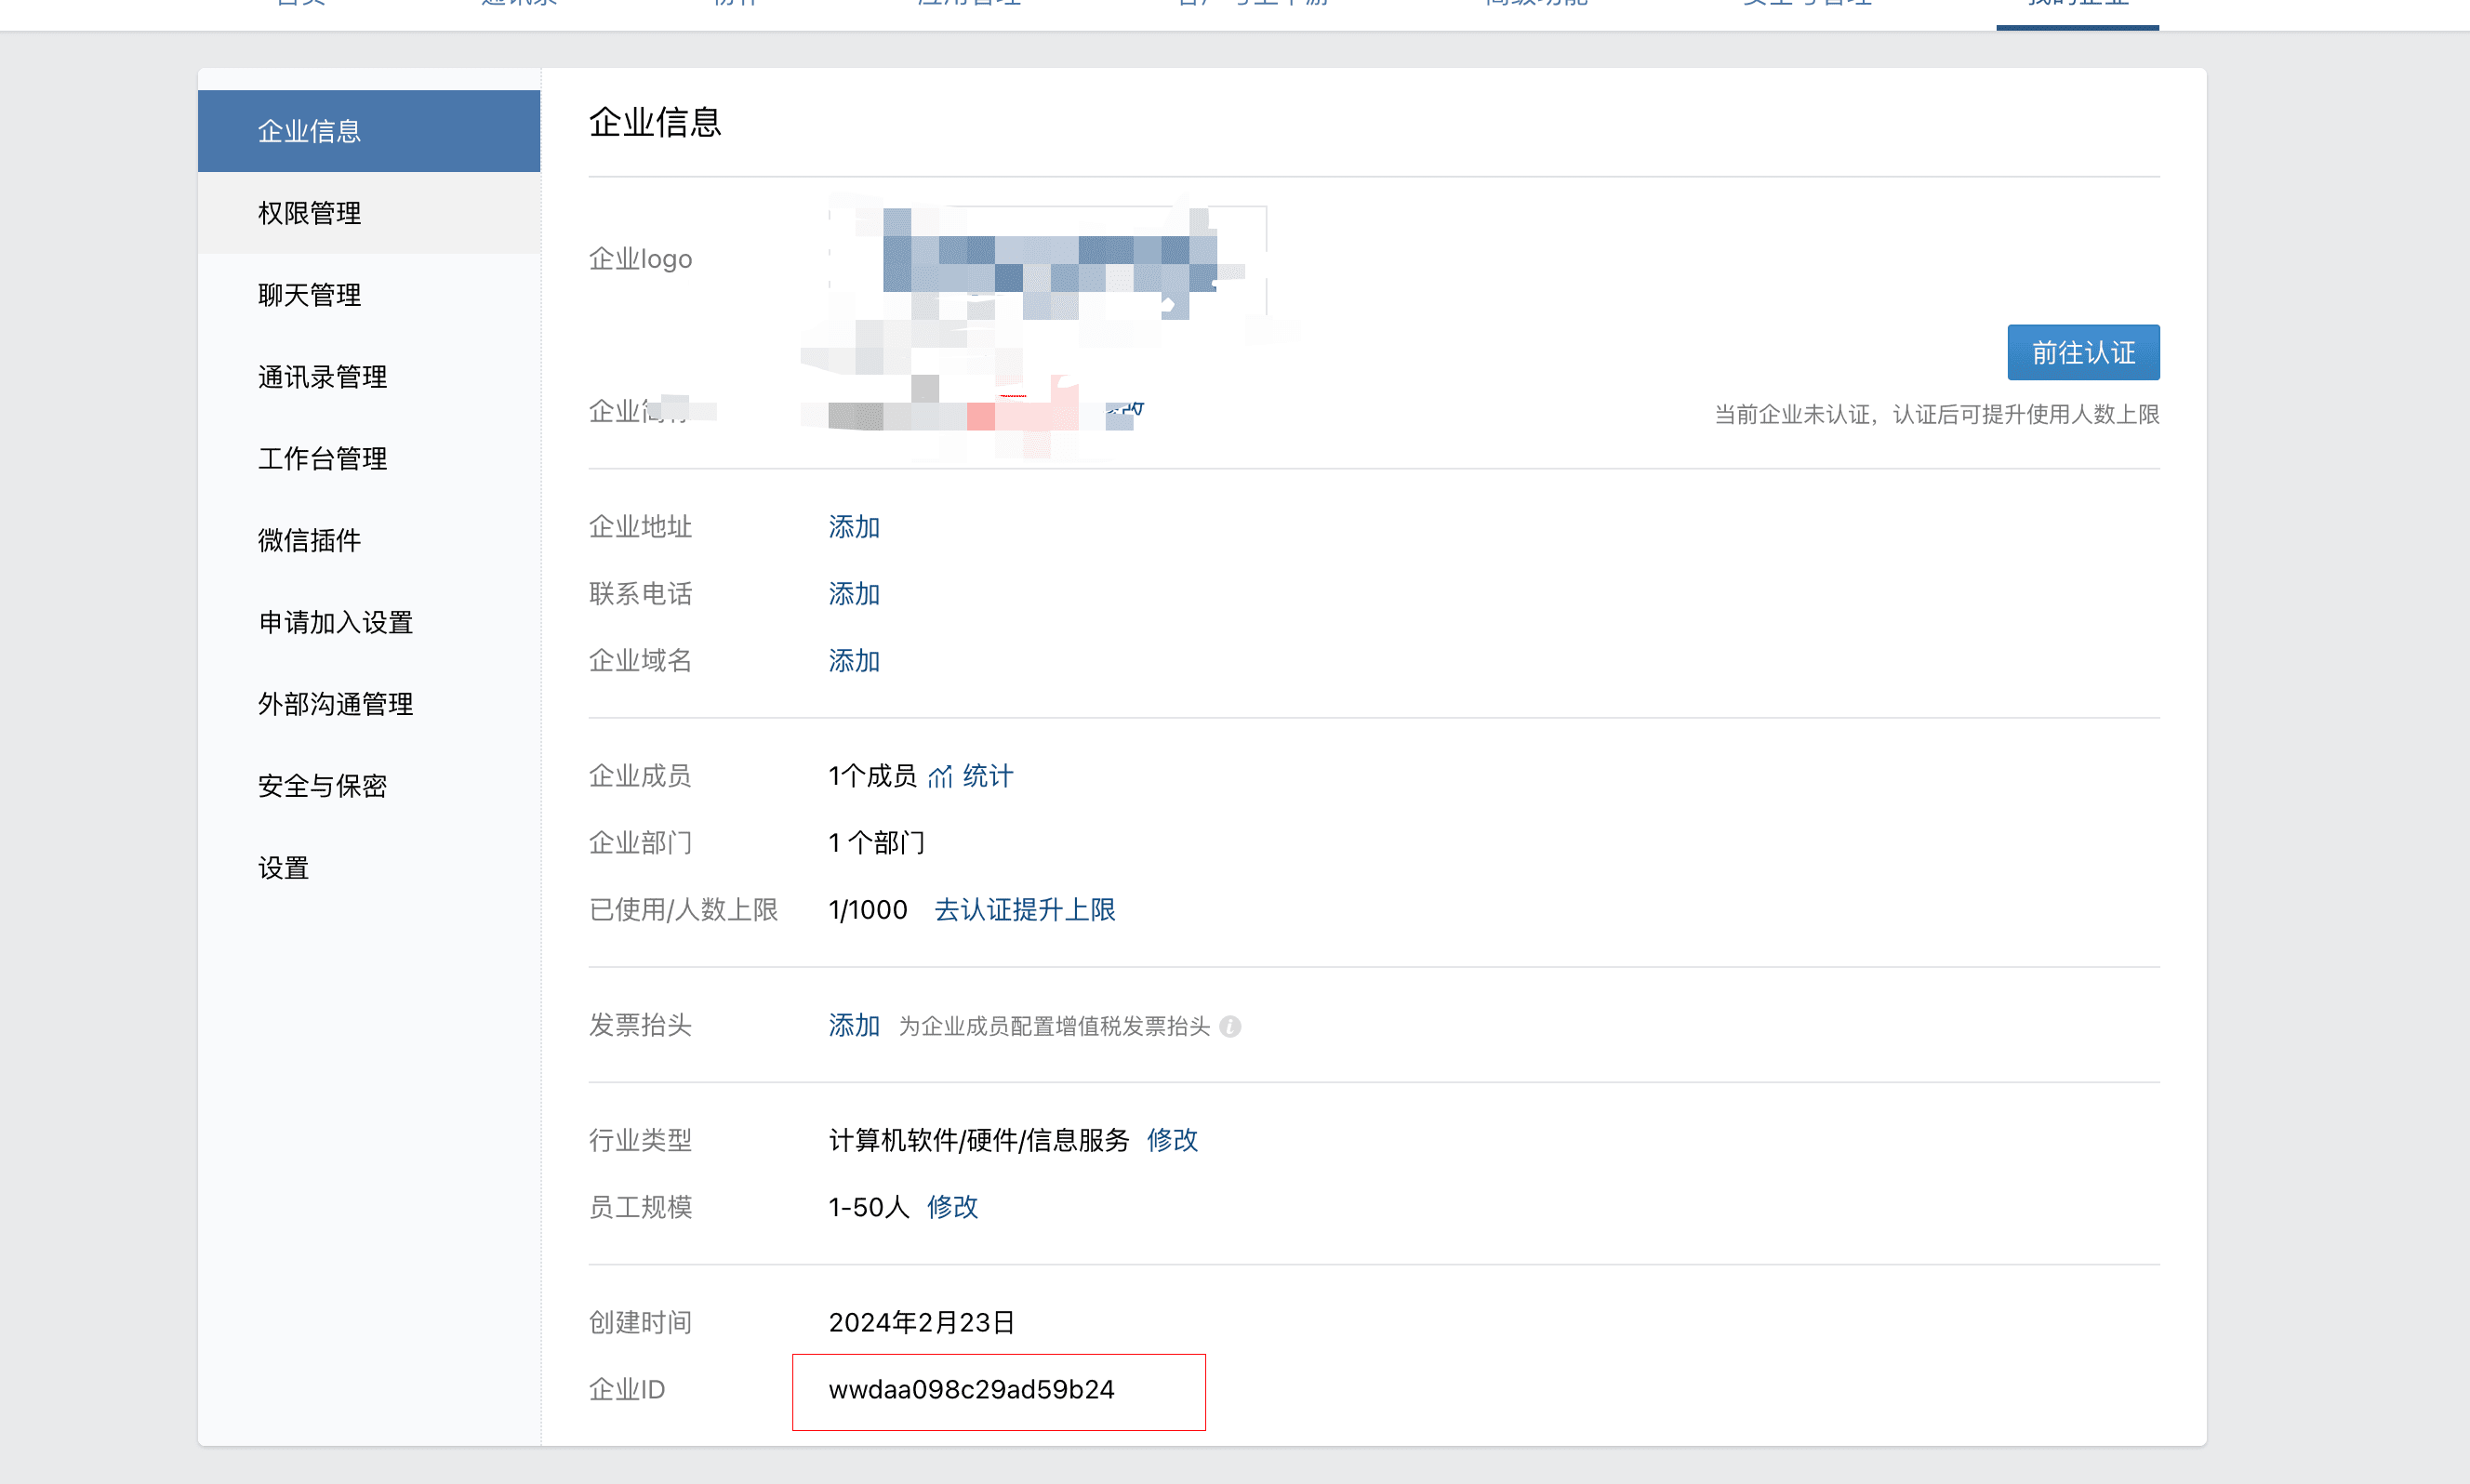 企业信息
权限管理
聊天管理
通讯录管理
工作台管理
微信插件
申请加入设置
外部沟通管理
安全与保密
设置
企业信息
企业logo
前往认证
企业
当前企业未认证，认证后可提升使用人数上限
企业地址 添加
联系电话 添加
企业域名 添加
企业成员 1个成员 统计
企业部门 1 个部门
已使用/人数上限 1/1000 去认证提升上限
发票抬头 添加 为企业成员配置增值税发票抬头
行业类型 计算机软件/硬件/信息服务 修改
员工规模 1-50人 修改
创建时间 2024年2月23日
企业ID wwdaa098c29ad59b24